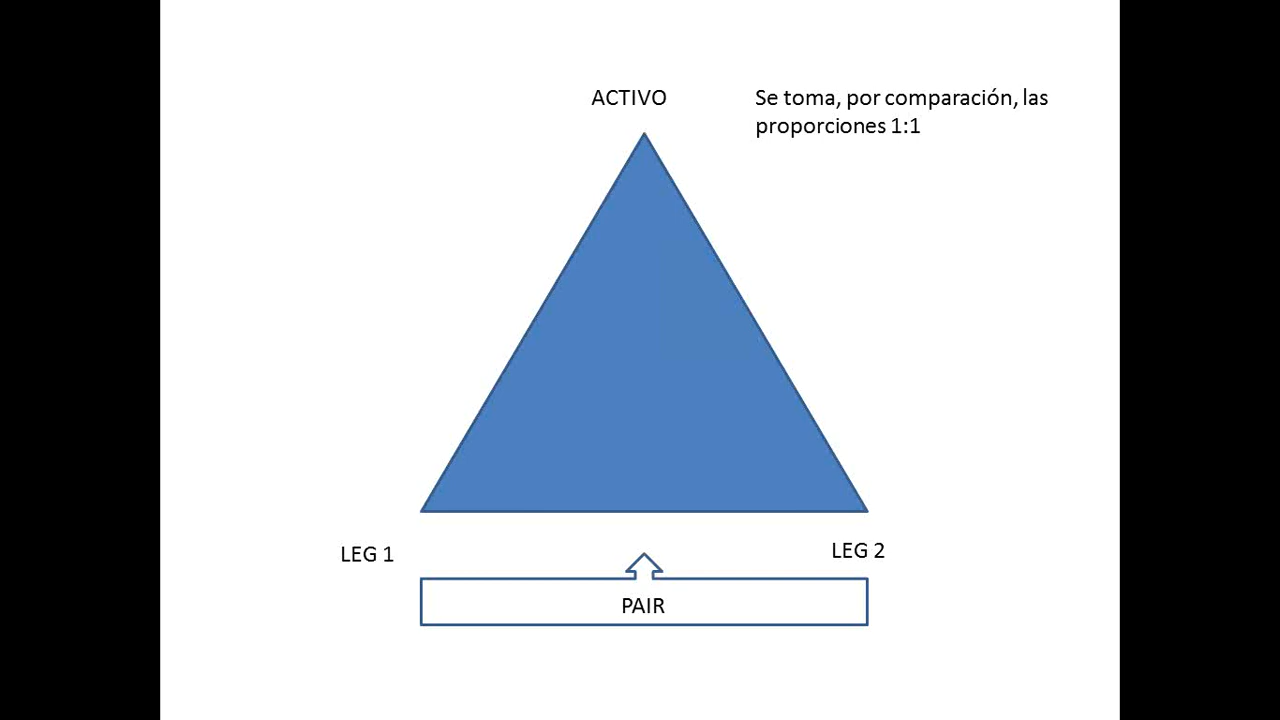 ACTIVO
Se toma, por comparación, las
proporciones 1:1
LEG 1
LEG 2
PAIR